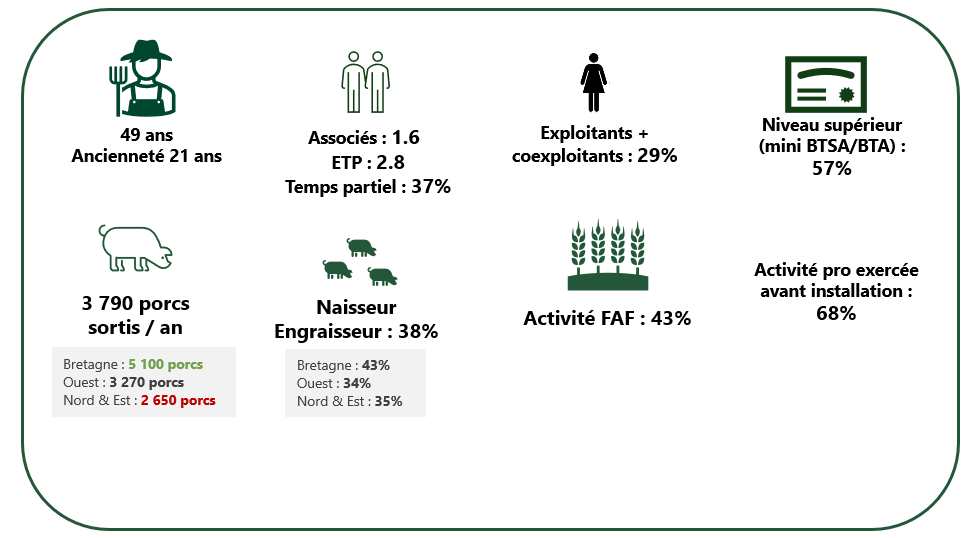 49 ans
Ancienneté 21 ans
Associés : 1.6
ETP : 2.8
Temps partiel : 37%
Exploitants +
coexploitants : 29%
Niveau supérieur
(mini BTSA/BTA) :
57%
3 790 porcs
sortis / an
Bretagne : 5 100 porcs
Ouest : 3 270 porcs
Nord & Est : 2 650 porcs
Naisseur
Engraisseur : 38%
Bretagne : 43%
Ouest : 34%
Nord & Est : 35%
Activité FAF : 43%
Activité pro exercée
avant installation :
68%